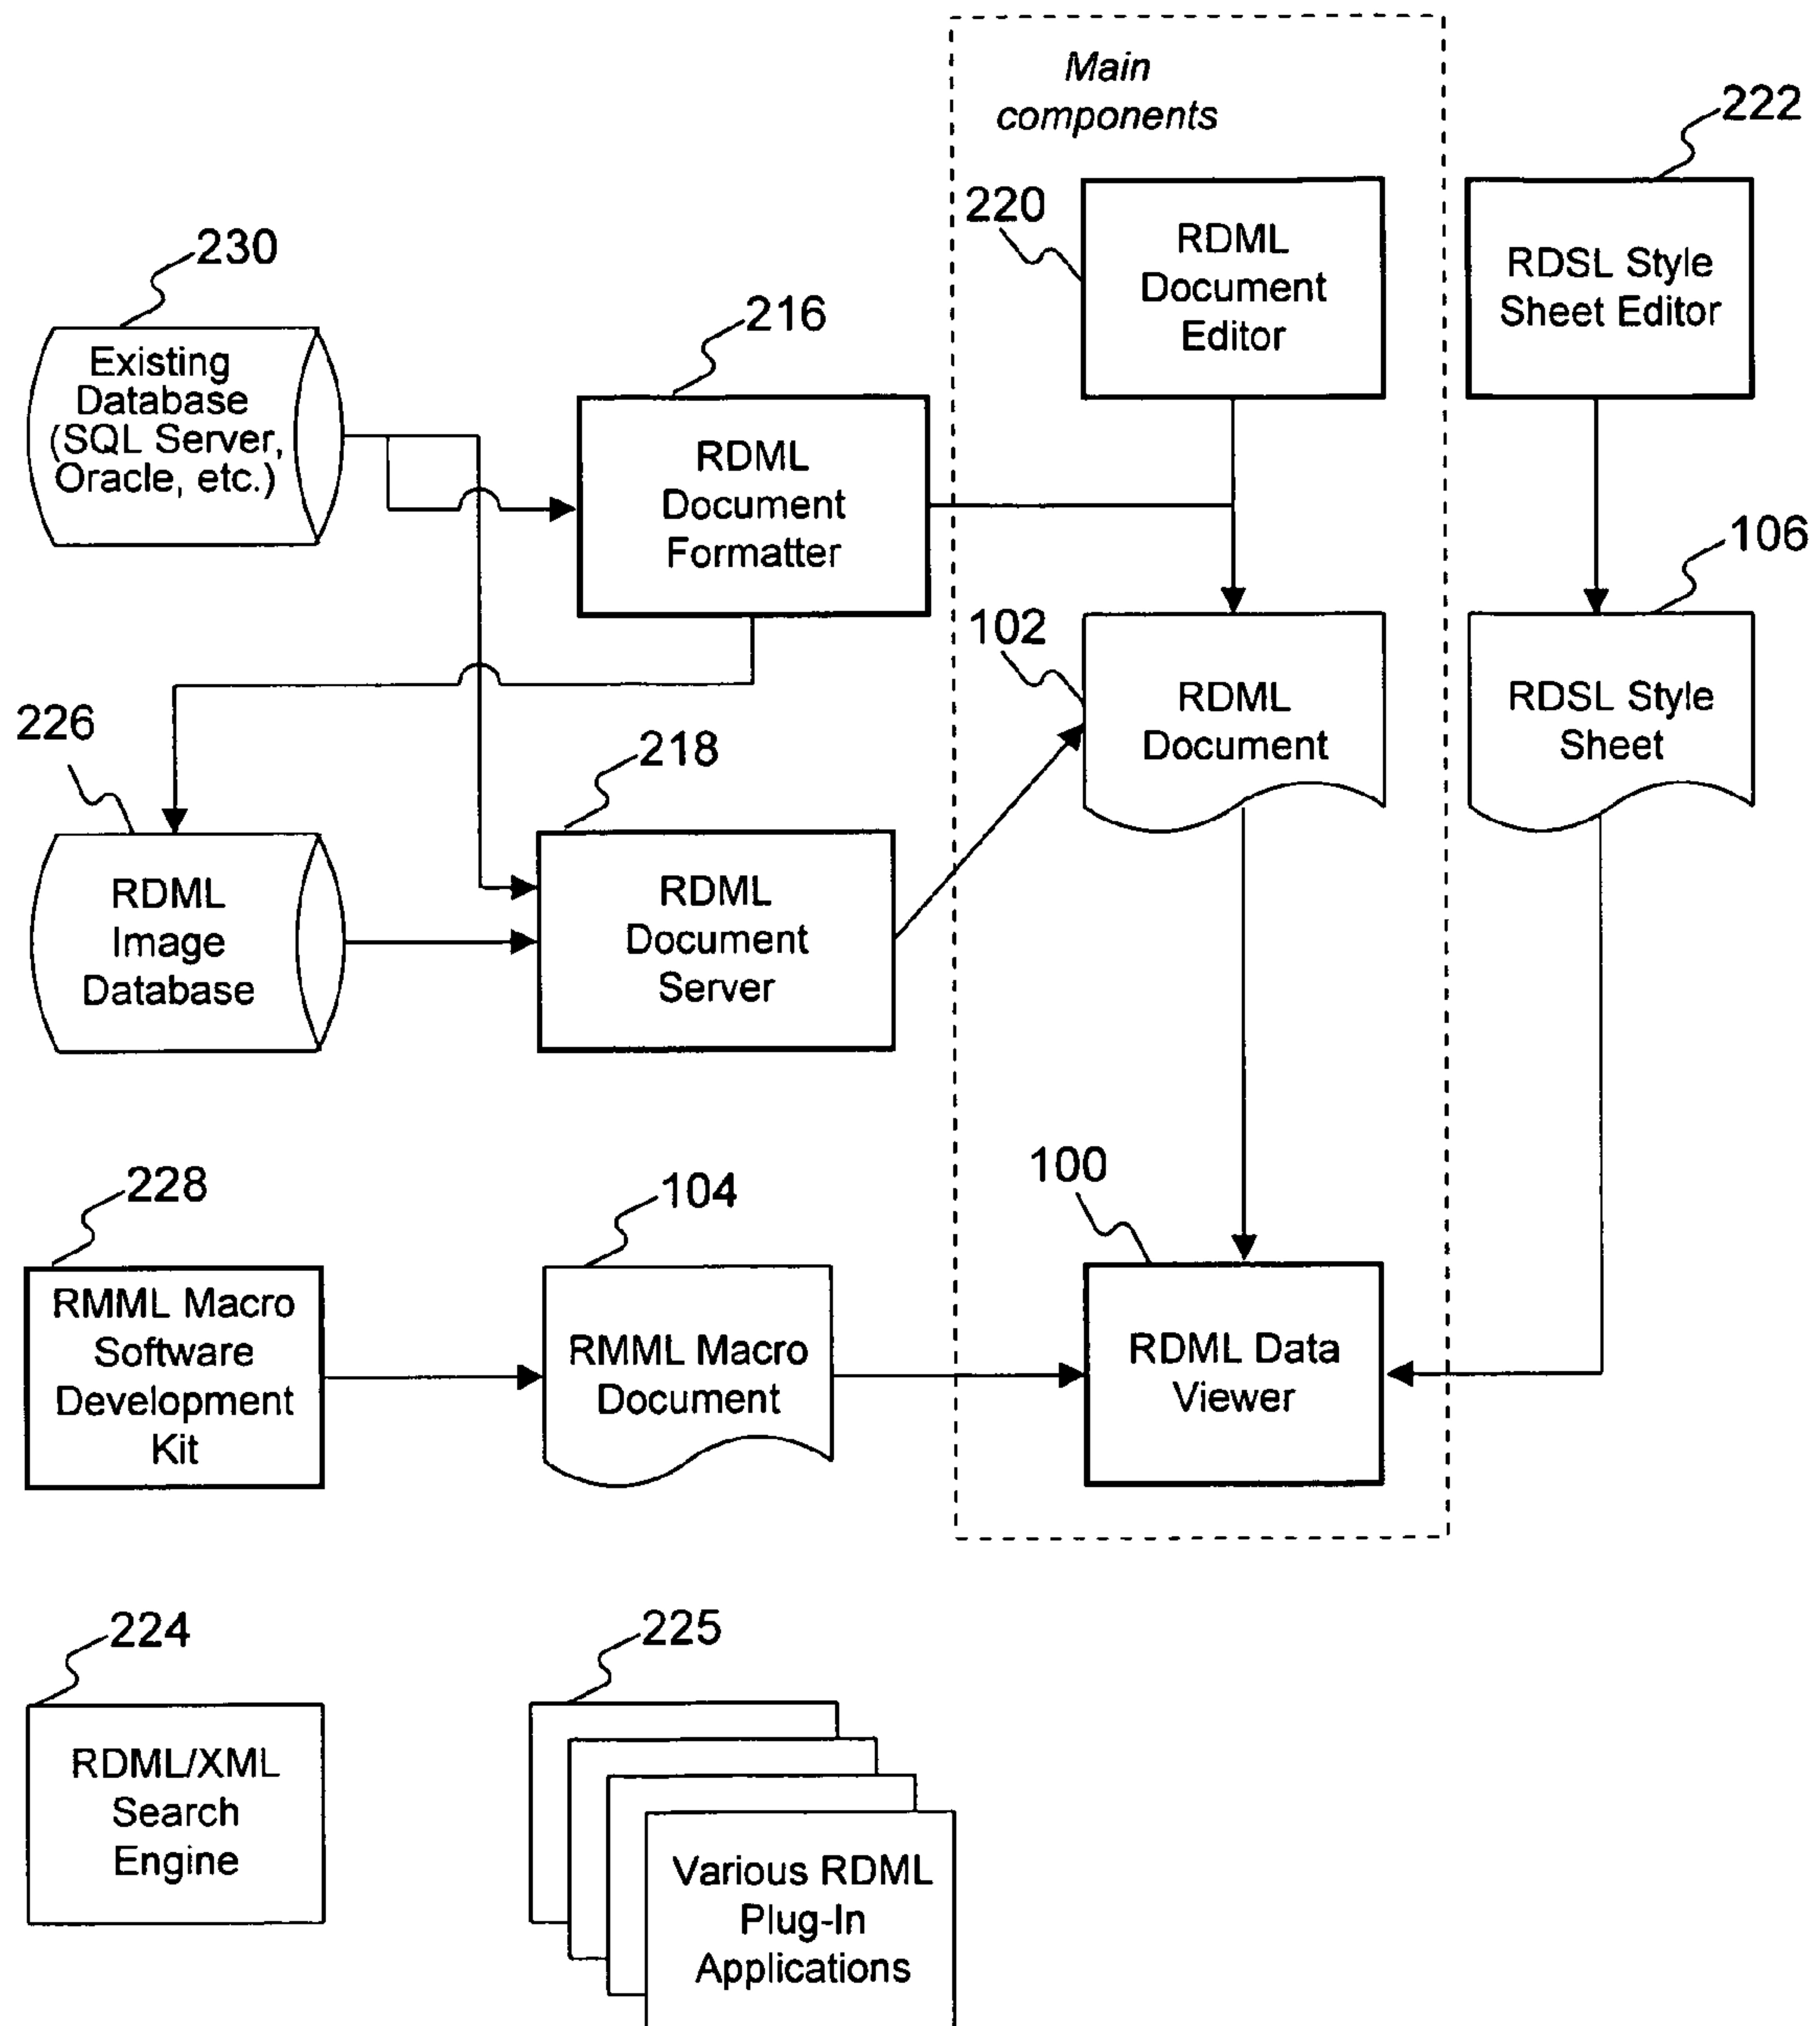 Main
components
222
220
RDML
Document
Editor
RDSL Style
Sheet Editor
230
Existing
Database
(SQL Server,
Oracle, etc.)
216
RDML
Document
Formatter
106
102
RDML
Document
RDSL Style
Sheet
226
RDML
Image
Database
218
RDML
Document
Server
228
RMML Macro
Software
Development
Kit
104
RMML Macro
Document
100
RDML Data
Viewer
224
RDML/XML
Search
Engine
225
Various RDML
Plug-In
Applications